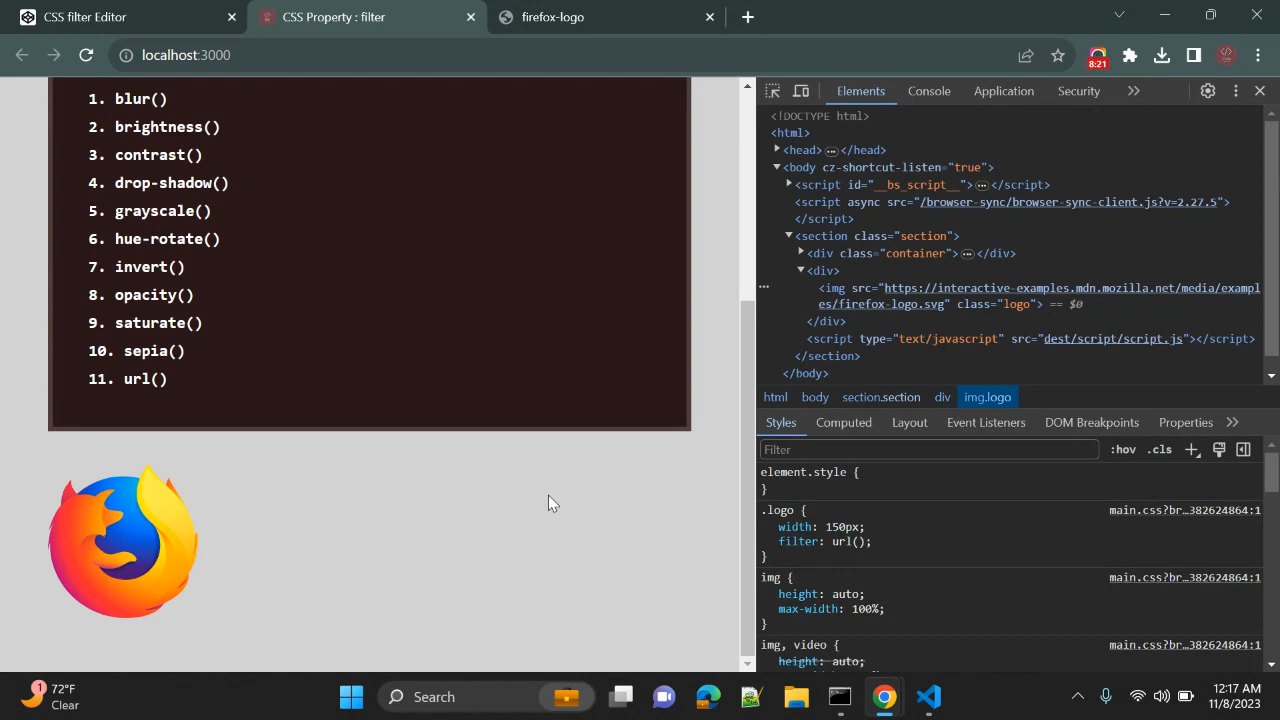 CSS filter Editor
CSS Property : filter
firefox-logo
localhost:3000
8:21
1. blur()
2. brightness()
3. contrast()
4. drop-shadow()
5. grayscale()
6. hue-rotate()
7. invert()
8. opacity()
9. saturate()
10. sepia()
11. url()
Elements Console Application Security
<!DOCTYPE html>
<html>
<head> … </head>
<body cz-shortcut-listen="true">
<script id="__bs_script__"> … </script>
<script async src="/browser-sync/browser-sync-client.js?v=2.27.5">
</script>
<section class="section">
<div class="container"> … </div>
<div>
<img src="https://interactive-examples.mdn.mozilla.net/media/exampl
es/firefox-logo.svg" class="logo"> == $0
</div>
<script type="text/javascript" src="dest/script/script.js"></script>
</section>
</body>
html body section.section div img.logo
Styles Computed Layout Event Listeners DOM Breakpoints Properties
Filter :hov .cls
element.style {
}
.logo { main.css?br…382624864:1
width: 150px;
filter: url();
}
img { main.css?br…382624864:1
height: auto;
max-width: 100%;
}
img, video { main.css?br…382624864:1
height: auto;
1
72°F
Clear
Search
12:17 AM
11/8/2023